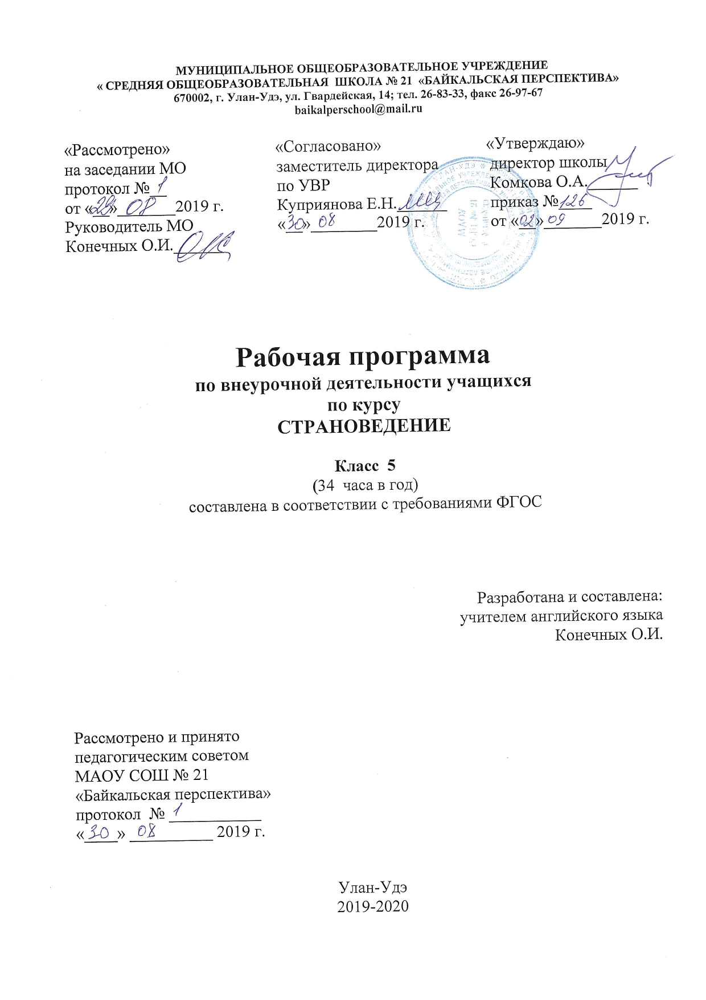 МУНИЦИПАЛЬНОЕ ОБЩЕОБРАЗОВАТЕЛЬНОЕ УЧРЕЖДЕНИЕ
« СРЕДНЯЯ ОБЩЕОБРАЗОВАТЕЛЬНАЯ ШКОЛА № 21 «БАЙКАЛЬСКАЯ ПЕРСПЕКТИВА»
670002, г. Улан-Удэ, ул. Гвардейская, 14; тел. 26-83-33, факс 26-97-67
baikalperschool@mail.ru
«Рассмотрено»
на заседании МО
протокол № 1
от «29» 08 2019 г.
Руководитель МО
Конечных О.И.
«Согласовано»
заместитель директора
по УВР
Куприянова Е.Н.
«30» 08 2019 г.
«Утверждаю»
директор школы
Комкова О.А.
приказ № 126
от «02» 09 2019 г.
УЛАН-УДЭ
МАОУ
Рабочая программа
по внеурочной деятельности учащихся
по курсу
СТРАНОВЕДЕНИЕ
Класс 5
(34 часа в год)
составлена в соответствии с требованиями ФГОС
Разработана и составлена:
учителем английского языка
Конечных О.И.
Рассмотрено и принято
педагогическим советом
МАОУ СОШ № 21
«Байкальская перспектива»
протокол № 1
«30» 08 2019 г.
Улан-Удэ
2019-2020